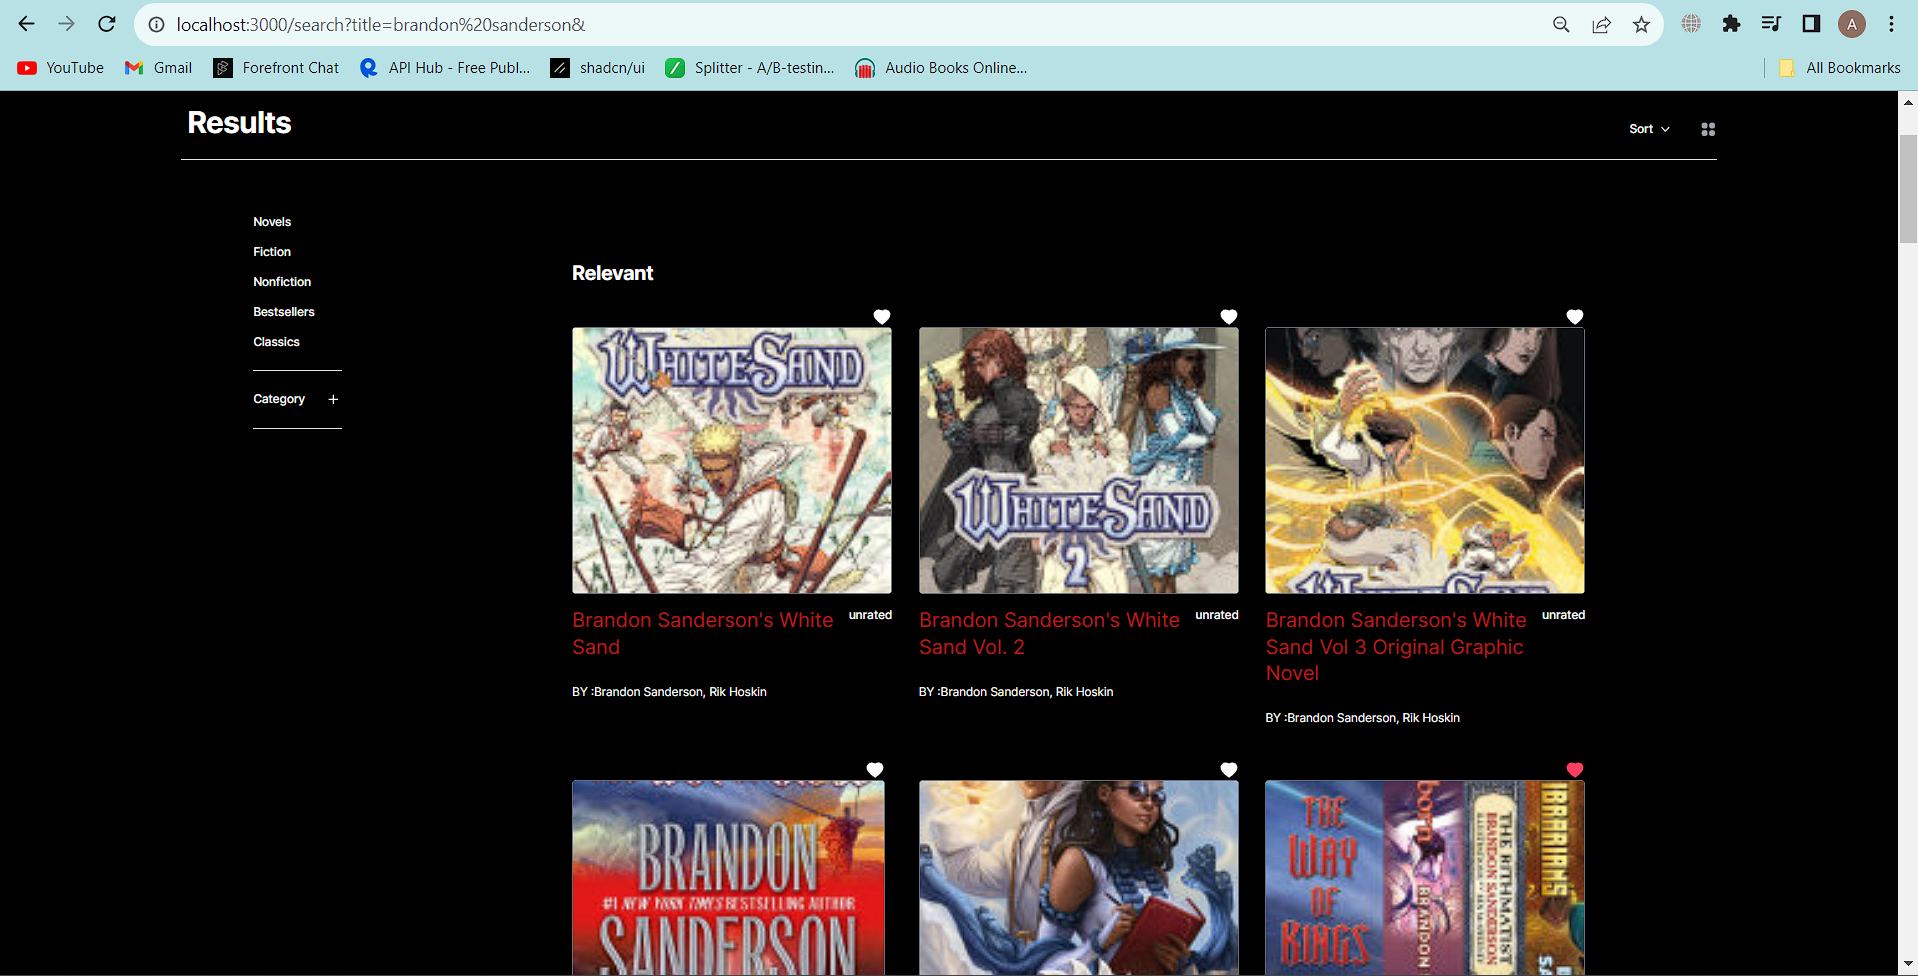 localhost:3000/search?title=brandon%20sanderson&
A
YouTube
Gmail
Forefront Chat
API Hub - Free Publ...
shadcn/ui
Splitter - A/B-testin...
Audio Books Online...
All Bookmarks
Results
Sort
Novels
Fiction
Nonfiction
Bestsellers
Classics
Category
Relevant
WHITE SAND
WHITE SAND
2
WHITE SAND
Brandon Sanderson's White
Sand
unrated
BY :Brandon Sanderson, Rik Hoskin
Brandon Sanderson's White
Sand Vol. 2
unrated
BY :Brandon Sanderson, Rik Hoskin
Brandon Sanderson's White
Sand Vol 3 Original Graphic
Novel
unrated
BY :Brandon Sanderson, Rik Hoskin
BRANDON
#1 NEW YORK TIMES BESTSELLING AUTHOR
SANDERSON
THE
WAY
OF
KINGS
BRANDON
THE RITHMATIST
BRANDON SANDERSON